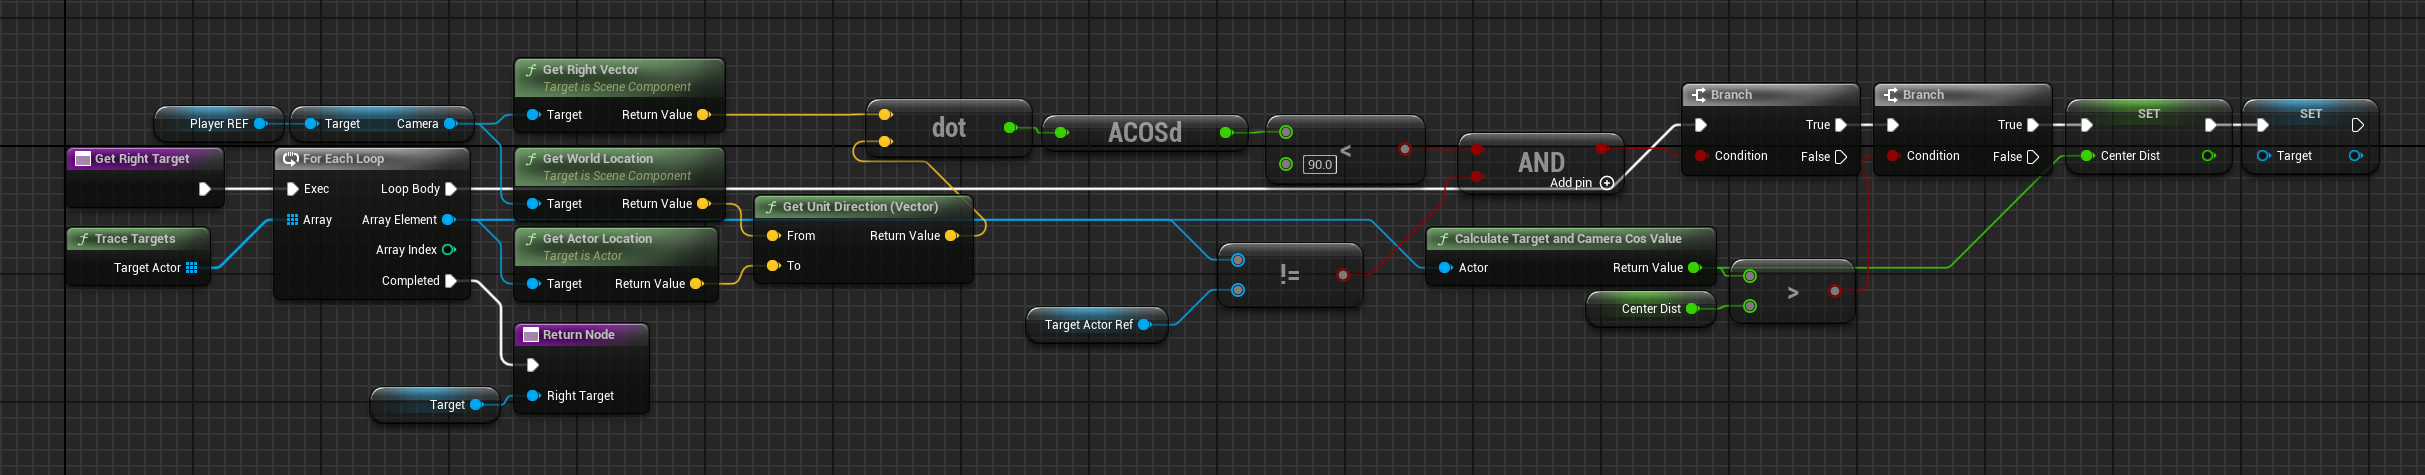 Get Right Target
Trace Targets
Target Actor
Player REF
Target
Camera
For Each Loop
Exec
Loop Body
Array
Array Element
Array Index
Completed
Get Right Vector
Target is Scene Component
Target
Return Value
Get World Location
Target is Scene Component
Target
Return Value
Get Actor Location
Target is Actor
Target
Return Value
Return Node
Right Target
Target
Get Unit Direction (Vector)
From
Return Value
To
dot
ACOSd
<
90.0
!=
Target Actor Ref
AND
Add pin
Calculate Target and Camera Cos Value
Actor
Return Value
Center Dist
>
Branch
True
Condition
False
Branch
True
Condition
False
SET
Center Dist
SET
Target